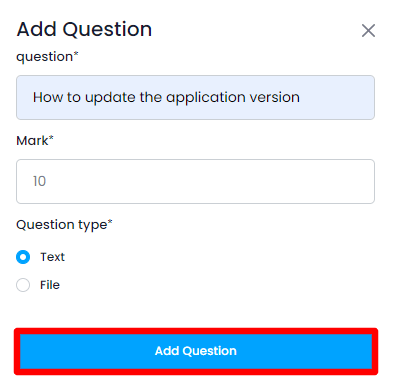 Add Question
question*
How to update the application version
Mark*
10
Question type*
Text
File
Add Question